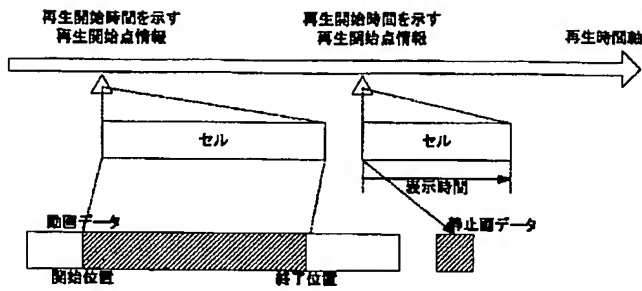 再生開始時間を示す
再生開始点情報
再生開始時間を示す
再生開始点情報
再生時間軸
セル
セル
表示時間
動画データ
静止画データ
開始位置
終了位置